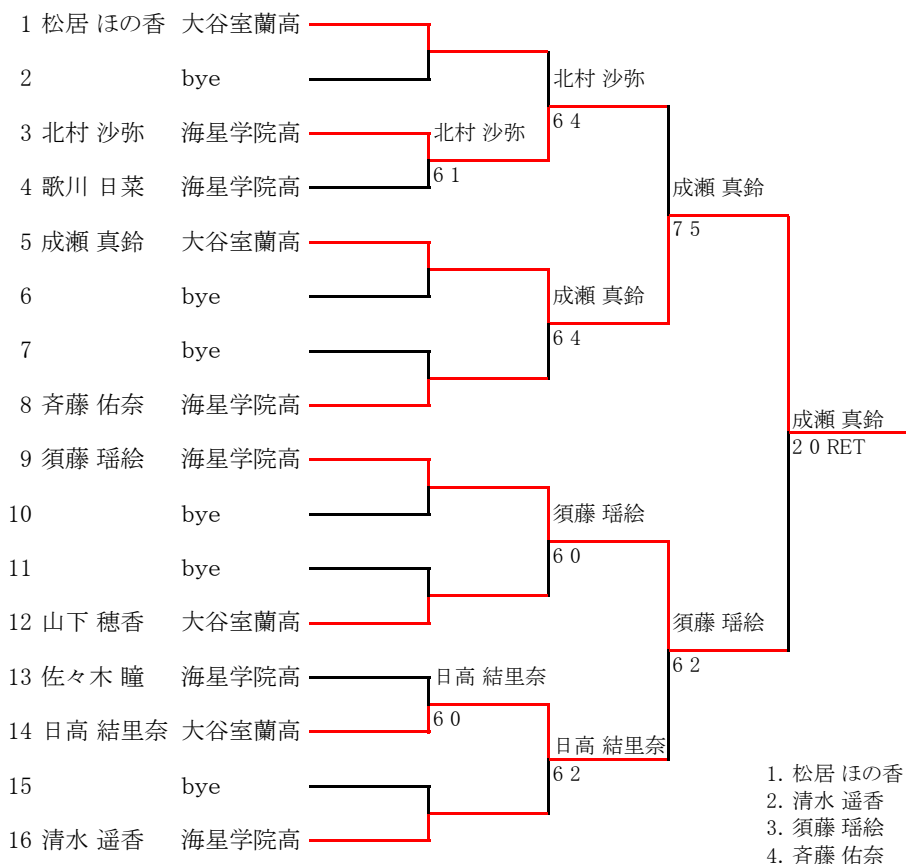 1 松居 ほの香 大谷室蘭高
2 bye
北村 沙弥
6 4
3 北村 沙弥 海星学院高
北村 沙弥
6 1
4 歌川 日菜 海星学院高
成瀬 真鈴
7 5
5 成瀬 真鈴 大谷室蘭高
6 bye
成瀬 真鈴
6 4
7 bye
8 斉藤 佑奈 海星学院高
成瀬 真鈴
2 0 RET
9 須藤 瑶絵 海星学院高
10 bye
須藤 瑶絵
6 0
11 bye
12 山下 穂香 大谷室蘭高
須藤 瑶絵
6 2
13 佐々木 瞳 海星学院高
日高 結里奈
6 0
14 日高 結里奈 大谷室蘭高
日高 結里奈
6 2
15 bye
16 清水 遥香 海星学院高
1. 松居 ほの香
2. 清水 遥香
3. 須藤 瑶絵
4. 斉藤 佑奈